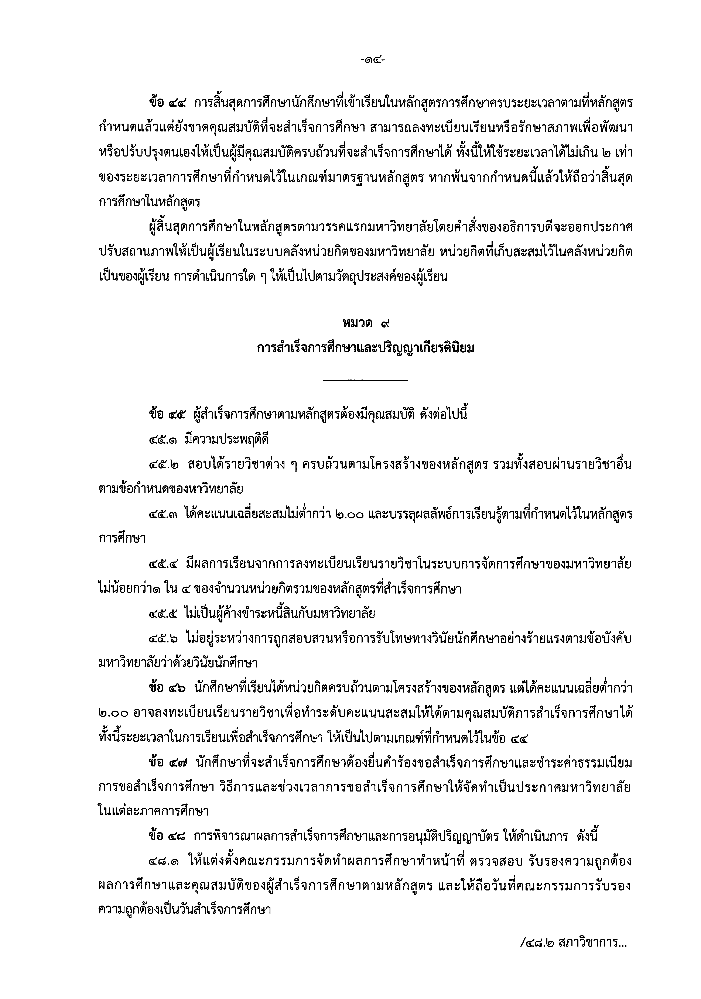 -๑๔-
ข้อ ๔๔ การสิ้นสุดการศึกษานักศึกษาที่เข้าเรียนในหลักสูตรการศึกษาครบระยะเวลาตามที่หลักสูตร
กำหนดแล้วแต่ยังขาดคุณสมบัติที่จะสำเร็จการศึกษา สามารถลงทะเบียนเรียนหรือรักษาสภาพเพื่อพัฒนา
หรือปรับปรุงตนเองให้เป็นผู้มีคุณสมบัติครบถ้วนที่จะสำเร็จการศึกษาได้ ทั้งนี้ให้ใช้ระยะเวลาได้ไม่เกิน ๒ เท่า
ของระยะเวลาการศึกษาที่กำหนดไว้ในเกณฑ์มาตรฐานหลักสูตร หากพ้นจากกำหนดนี้แล้วให้ถือว่าสิ้นสุด
การศึกษาในหลักสูตร
ผู้สิ้นสุดการศึกษาในหลักสูตรตามวรรคแรกมหาวิทยาลัยโดยคำสั่งของอธิการบดีจะออกประกาศ
ปรับสถานภาพให้เป็นผู้เรียนในระบบคลังหน่วยกิตของมหาวิทยาลัย หน่วยกิตที่เก็บสะสมไว้ในคลังหน่วยกิต
เป็นของผู้เรียน การดำเนินการใด ๆ ให้เป็นไปตามวัตถุประสงค์ของผู้เรียน
หมวด ๙
การสำเร็จการศึกษาและปริญญาเกียรตินิยม
ข้อ ๔๕ ผู้สำเร็จการศึกษาตามหลักสูตรต้องมีคุณสมบัติ ดังต่อไปนี้
๔๕.๑ มีความประพฤติดี
๔๕.๒ สอบได้รายวิชาต่าง ๆ ครบถ้วนตามโครงสร้างของหลักสูตร รวมทั้งสอบผ่านรายวิชาอื่น
ตามข้อกำหนดของหาวิทยาลัย
๔๕.๓ ได้คะแนนเฉลี่ยสะสมไม่ต่ำกว่า ๒.๐๐ และบรรลุผลลัพธ์การเรียนรู้ตามที่กำหนดไว้ในหลักสูตร
การศึกษา
๔๕.๔ มีผลการเรียนจากการลงทะเบียนเรียนรายวิชาในระบบการจัดการศึกษาของมหาวิทยาลัย
ไม่น้อยกว่า๑ ใน ๔ ของจำนวนหน่วยกิตรวมของหลักสูตรที่สำเร็จการศึกษา
๔๕.๕ ไม่เป็นผู้ค้างชำระหนี้สินกับมหาวิทยาลัย
๔๕.๖ ไม่อยู่ระหว่างการถูกสอบสวนหรือการรับโทษทางวินัยนักศึกษาอย่างร้ายแรงตามข้อบังคับ
มหาวิทยาลัยว่าด้วยวินัยนักศึกษา
ข้อ ๔๖ นักศึกษาที่เรียนได้หน่วยกิตครบถ้วนตามโครงสร้างของหลักสูตร แต่ได้คะแนนเฉลี่ยต่ำกว่า
๒.๐๐ อาจลงทะเบียนเรียนรายวิชาเพื่อทำระดับคะแนนสะสมให้ได้ตามคุณสมบัติการสำเร็จการศึกษาได้
ทั้งนี้ระยะเวลาในการเรียนเพื่อสำเร็จการศึกษา ให้เป็นไปตามเกณฑ์ที่กำหนดไว้ในข้อ ๔๔
ข้อ ๔๗ นักศึกษาที่จะสำเร็จการศึกษาต้องยื่นคำร้องขอสำเร็จการศึกษาและชำระค่าธรรมเนียม
การขอสำเร็จการศึกษา วิธีการและช่วงเวลาการขอสำเร็จการศึกษาให้จัดทำเป็นประกาศมหาวิทยาลัย
ในแต่ละภาคการศึกษา
ข้อ ๔๘ การพิจารณาผลการสำเร็จการศึกษาและการอนุมัติปริญญาบัตร ให้ดำเนินการ ดังนี้
๔๘.๑ ให้แต่งตั้งคณะกรรมการจัดทำผลการศึกษาทำหน้าที่ ตรวจสอบ รับรองความถูกต้อง
ผลการศึกษาและคุณสมบัติของผู้สำเร็จการศึกษาตามหลักสูตร และให้ถือวันที่คณะกรรมการรับรอง
ความถูกต้องเป็นวันสำเร็จการศึกษา
/๔๘.๒ สภาวิชาการ...